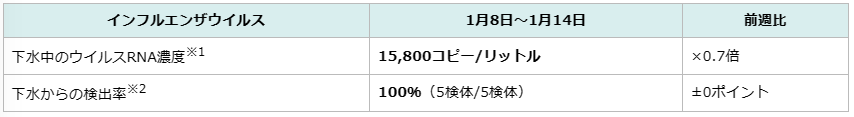 インフルエンザウイルス 1月8日～1月14日 前週比
下水中のウイルスRNA濃度※1 15,800コピー/リットル ×0.7倍
下水からの検出率※2 100%（5検体/5検体） ±0ポイント